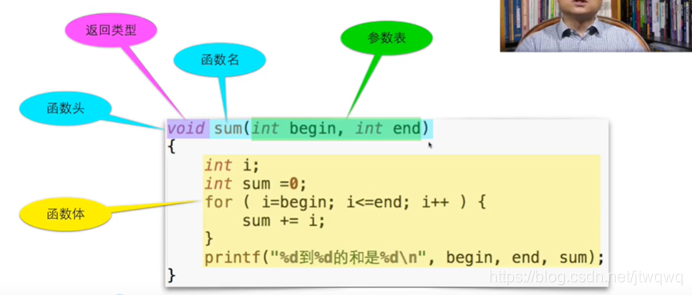 返回类型
函数名
参数表
函数头
void sum(int begin, int end)
{
int i;
int sum =0;
for ( i=begin; i<=end; i++ ) {
sum += i;
}
printf("%d到%d的和是%d\n", begin, end, sum);
}
函数体
https://blog.csdn.net/jtwqwq